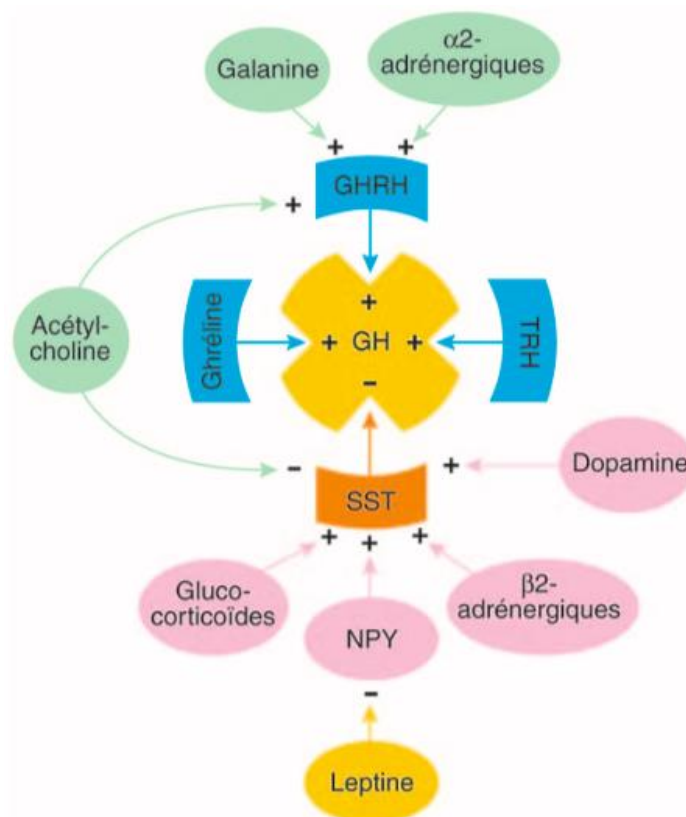 Galanine
α2-
adrénergiques
+ +
GHRH
+
Acétyl-
choline
Ghréline
+
+ GH +
-
TRH
-
SST
+
Dopamine
+ + +
Gluco-
corticoïdes
NPY
β2-
adrénergiques
-
Leptine